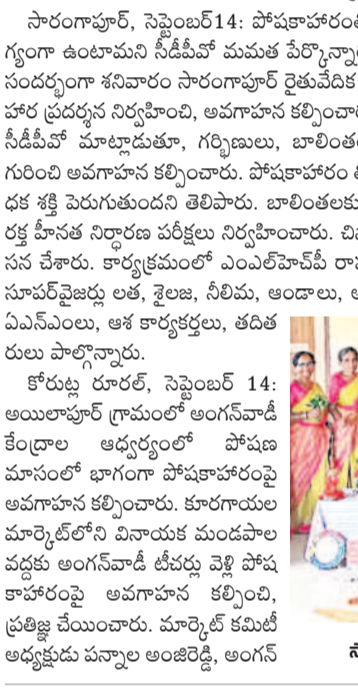 సారంగాపూర్, సెప్టెంబర్14: పోషకాహారంత
గ్యంగా ఉంటామని సీడీపీవో మమత పేర్కొన్నా
సందర్భంగా శనివారం సారంగాపూర్ రైతువేదిక
హార ప్రదర్శన నిర్వహించి, అవగాహన కల్పించా
సీడీపీవో మాట్లాడుతూ, గర్భిణులు, బాలింత
గురించి అవగాహన కల్పించారు. పోషకాహారం
ధక శక్తి పెరుగుతుందని తెలిపారు. బాలింతలకు
రక్త హీనత నిర్ధారణ పరీక్షలు నిర్వహించారు. చి
సన చేశారు. కార్యక్రమంలో ఎంఎల్‌హెచ్‌పీ రా
సూపర్‌వైజర్లు లత, శైలజ, నీలిమ, ఆండాలు,
ఏఎన్‌ఎంలు, ఆశ కార్యకర్తలు, తదిత
రులు పాల్గొన్నారు.
కోరుట్ల రూరల్, సెప్టెంబర్ 14:
అయిలాపూర్ గ్రామంలో అంగన్‌వాడీ
కేంద్రాల ఆధ్వర్యంలో పోషణ
మాసంలో భాగంగా పోషకాహారంపై
అవగాహన కల్పించారు. కూరగాయల
మార్కెట్‌లోని వినాయక మండపాల
వద్దకు అంగన్‌వాడీ టీచర్లు వెళ్లి పోష
కాహారంపై అవగాహన కల్పించి,
ప్రతిజ్ఞ చేయించారు. మార్కెట్ కమిటీ
అధ్యక్షుడు పన్నాల అంజిరెడ్డి, అంగన్